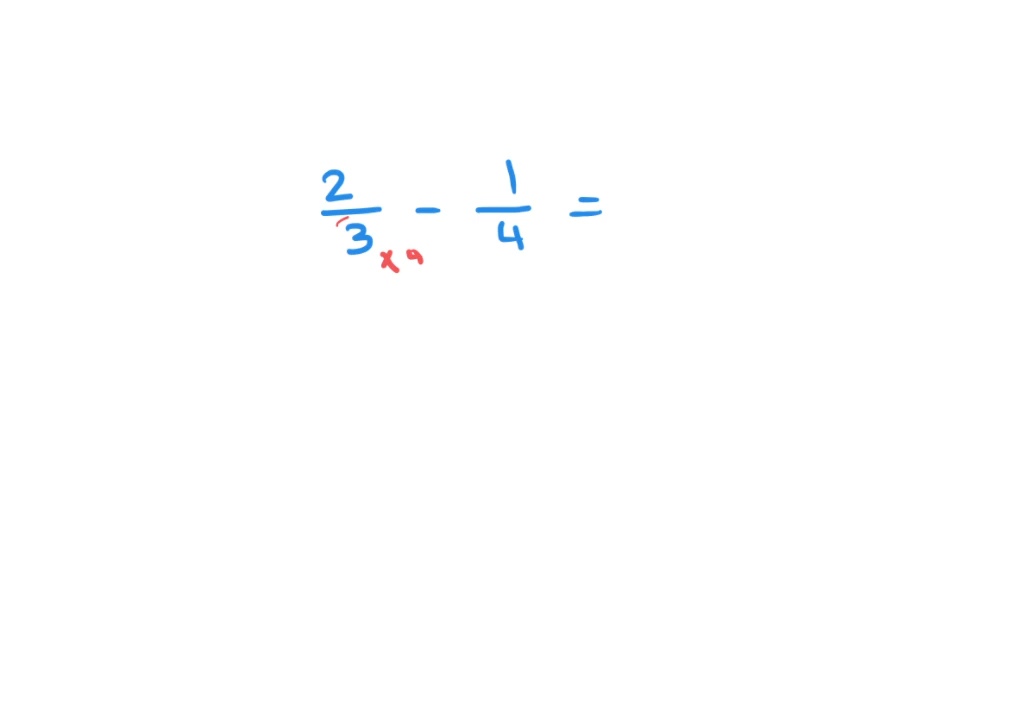 2/3 - 1/4 =